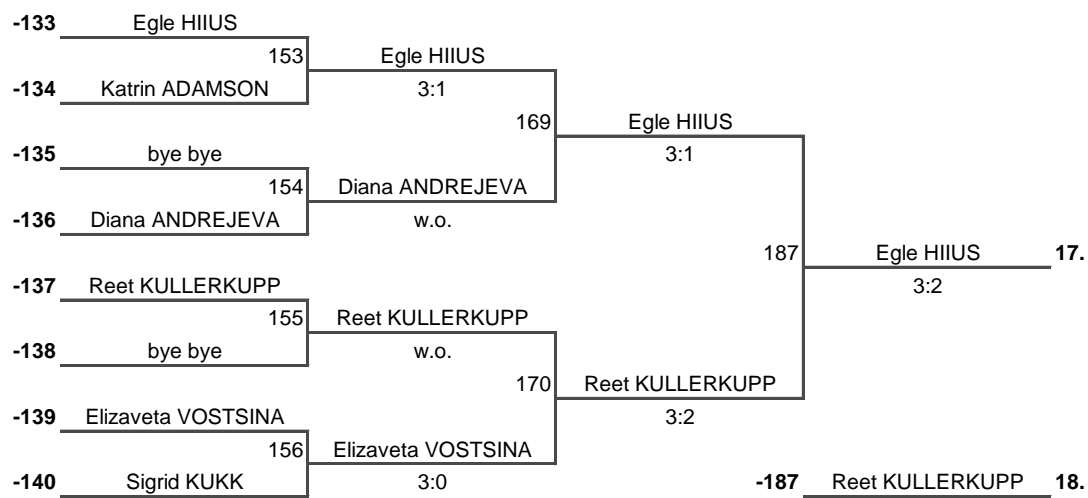 -133 Egle HIIUS
153 Egle HIIUS
-134 Katrin ADAMSON 3:1
169 Egle HIIUS
-135 bye bye 3:1
154 Diana ANDREJEVA
-136 Diana ANDREJEVA w.o.
187 Egle HIIUS 17.
-137 Reet KULLERKUPP 3:2
155 Reet KULLERKUPP
-138 bye bye w.o.
170 Reet KULLERKUPP
-139 Elizaveta VOSTSINA 3:2
156 Elizaveta VOSTSINA
-140 Sigrid KUKK 3:0 -187 Reet KULLERKUPP 18.